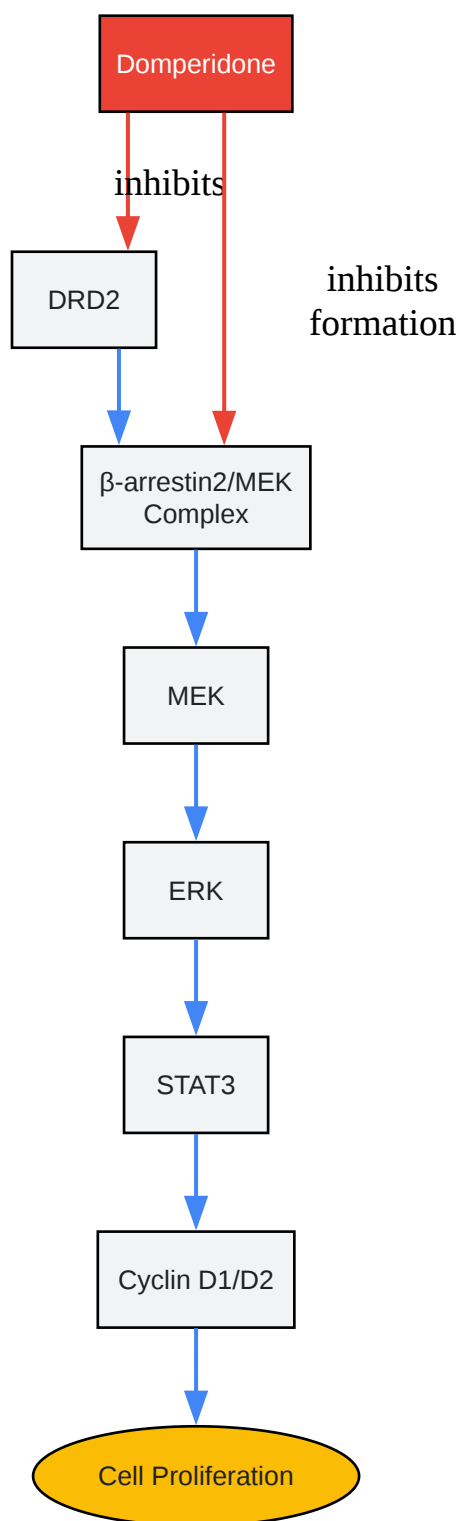 Domperidone
inhibits
DRD2
inhibits
formation
β-arrestin2/MEK
Complex
MEK
ERK
STAT3
Cyclin D1/D2
Cell Proliferation